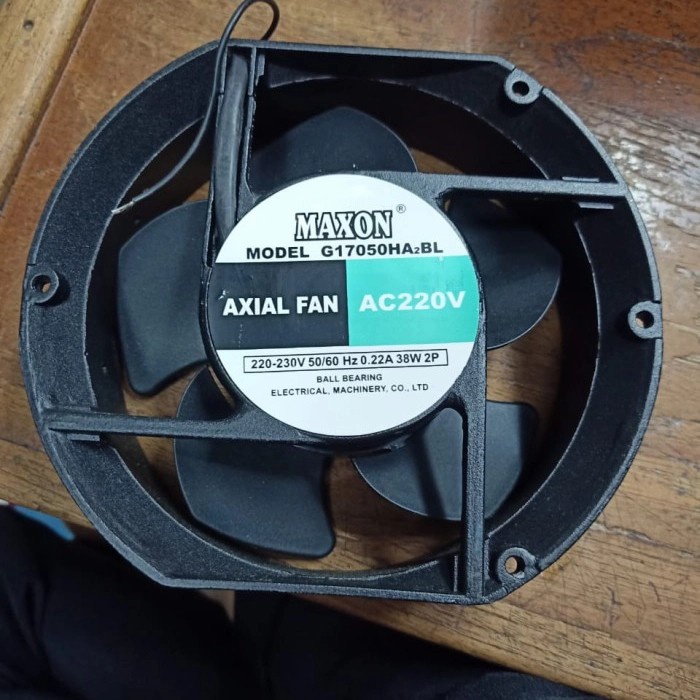 MAXON®
MODEL G17050HA₂BL
AXIAL FAN AC220V
220-230V 50/60 Hz 0.22A 38W 2P
BALL BEARING
ELECTRICAL, MACHINERY, CO., LTD